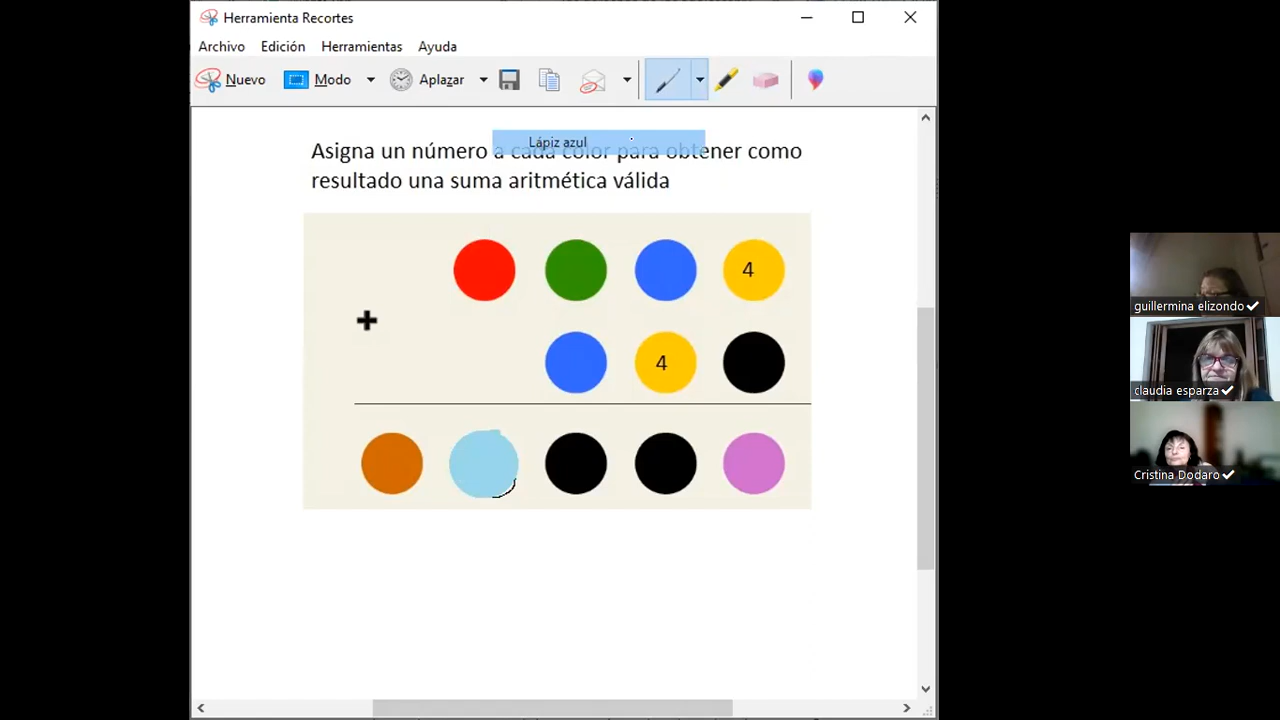 Herramienta Recortes
Archivo Edición Herramientas Ayuda
Nuevo Modo Aplazar
Lápiz azul
Asigna un número a cada color para obtener como
resultado una suma aritmética válida
4
4
guillermina elizondo
claudia esparza
Cristina Dodaro